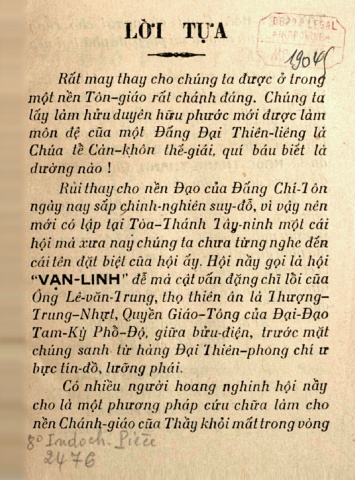 LỜI TỰA
DÉPÔT LÉGAL
INDOCHINE
19045
Rất may thay cho chúng ta được ở trong
một nền Tôn-giáo rất chánh đáng. Chúng ta
lấy làm hữu duyên hữu phước mới được làm
môn đệ của một Đấng Đại Thiên-liêng là
Chúa tể Càn-khôn thế-giái, quí báu biết là
dường nào !
Rủi thay cho nền Đạo của Đấng Chí-Tôn
ngày nay sắp chinh-nghiên suy-đồ, vì vậy nên
mới có lập tại Tòa-Thánh Tây-ninh một cái
hội mà xưa nay chúng ta chưa từng nghe đến
cái tên đặt biệt của hội ấy. Hội nầy gọi là hội
“VẠN-LINH” để mà cật vấn đặng chỉ lỗi của
Ông Lê-văn-Trung, thọ thiên ân là Thượng-
Trung-Nhựt, Quyền Giáo-Tông của Đại-Đạo
Tam-Kỳ Phổ-Độ, giữa bửu-điện, trước mặt
chúng sanh từ hàng Đại Thiên-phong chí ư
bực tín-đồ, lưỡng phái.
Có nhiều người hoang nghinh hội nầy
cho là một phương pháp cứu chữa làm cho
nền Chánh-giáo của Thầy khỏi mất trong vòng
8º Indoch. Pièce
2476